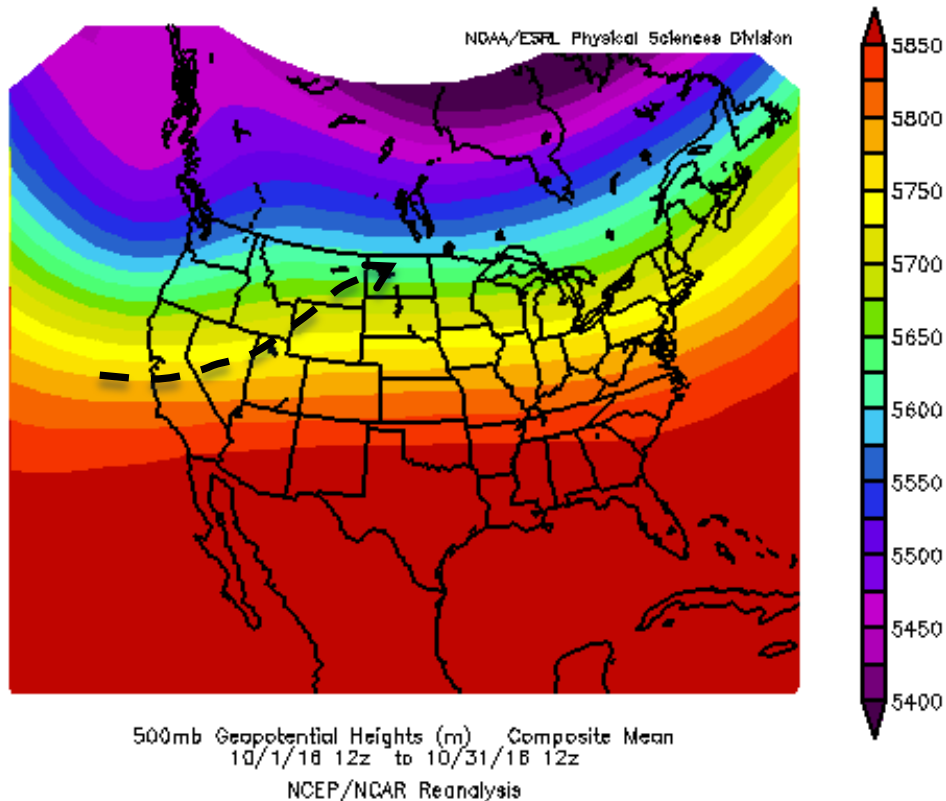 NOAA/ESRL Physical Sciences Division
5850
5800
5750
5700
5650
5600
5550
5500
5450
5400
500mb Geopotential Heights (m) Composite Mean
10/1/16 12z to 10/31/16 12z
NCEP/NCAR Reanalysis